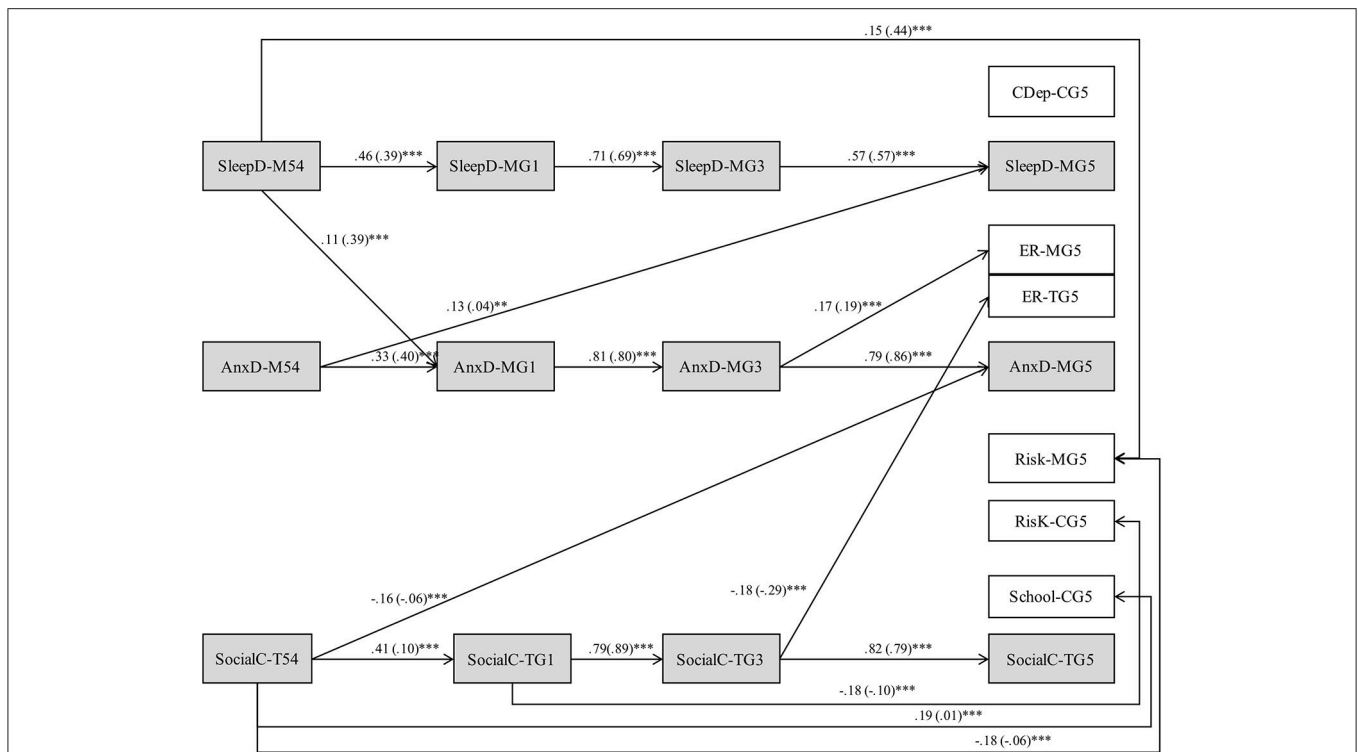 .15 (.44)***
CDep-CG5
SleepD-M54 .46 (.39)*** SleepD-MG1 .71 (.69)*** SleepD-MG3 .57 (.57)*** SleepD-MG5
.11 (.39)***
ER-MG5
.13 (.04)** .17 (.19)*** ER-TG5
AnxD-M54 .33 (.40)*** AnxD-MG1 .81 (.80)*** AnxD-MG3 .79 (.86)*** AnxD-MG5
Risk-MG5
RisK-CG5
-.16 (-.06)*** -.18 (-.29)*** School-CG5
SocialC-T54 .41 (.10)*** SocialC-TG1 .79(.89)*** SocialC-TG3 .82 (.79)*** SocialC-TG5
-.18 (-.10)***
.19 (.01)***
-.18 (-.06)***